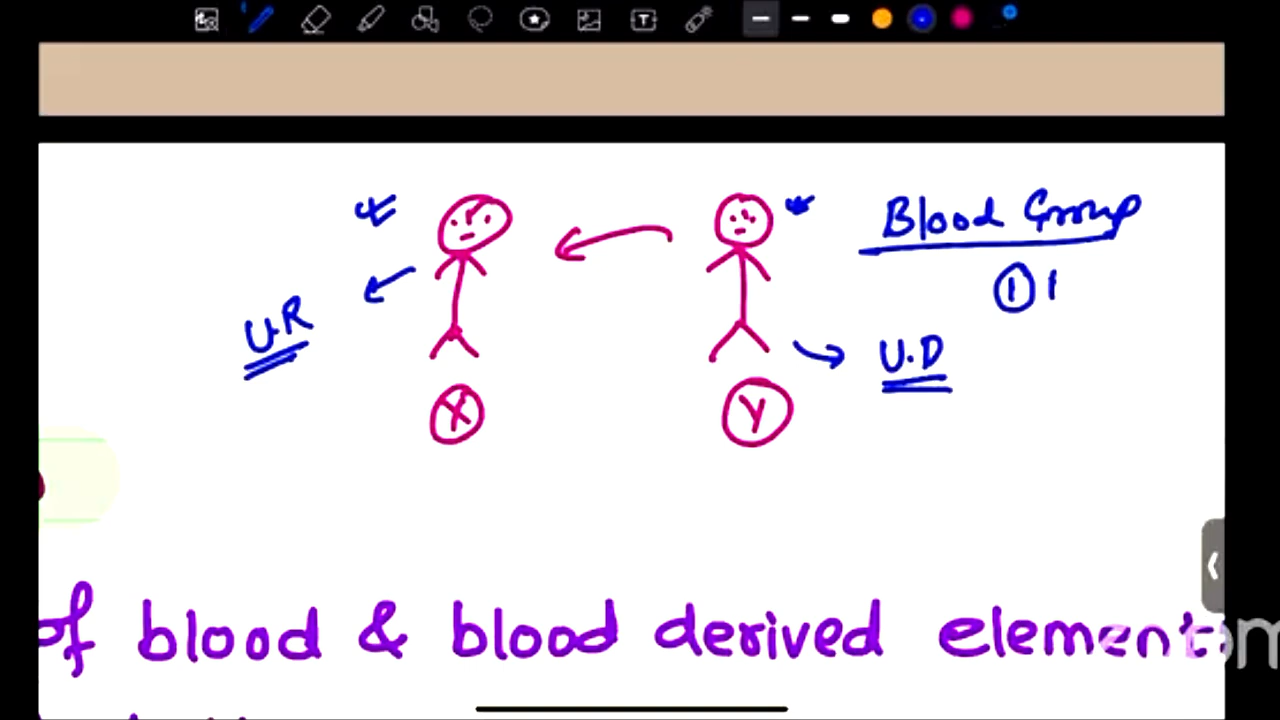 Blood Group
① 1
U.R
U.D
X Y
of blood & blood derived element